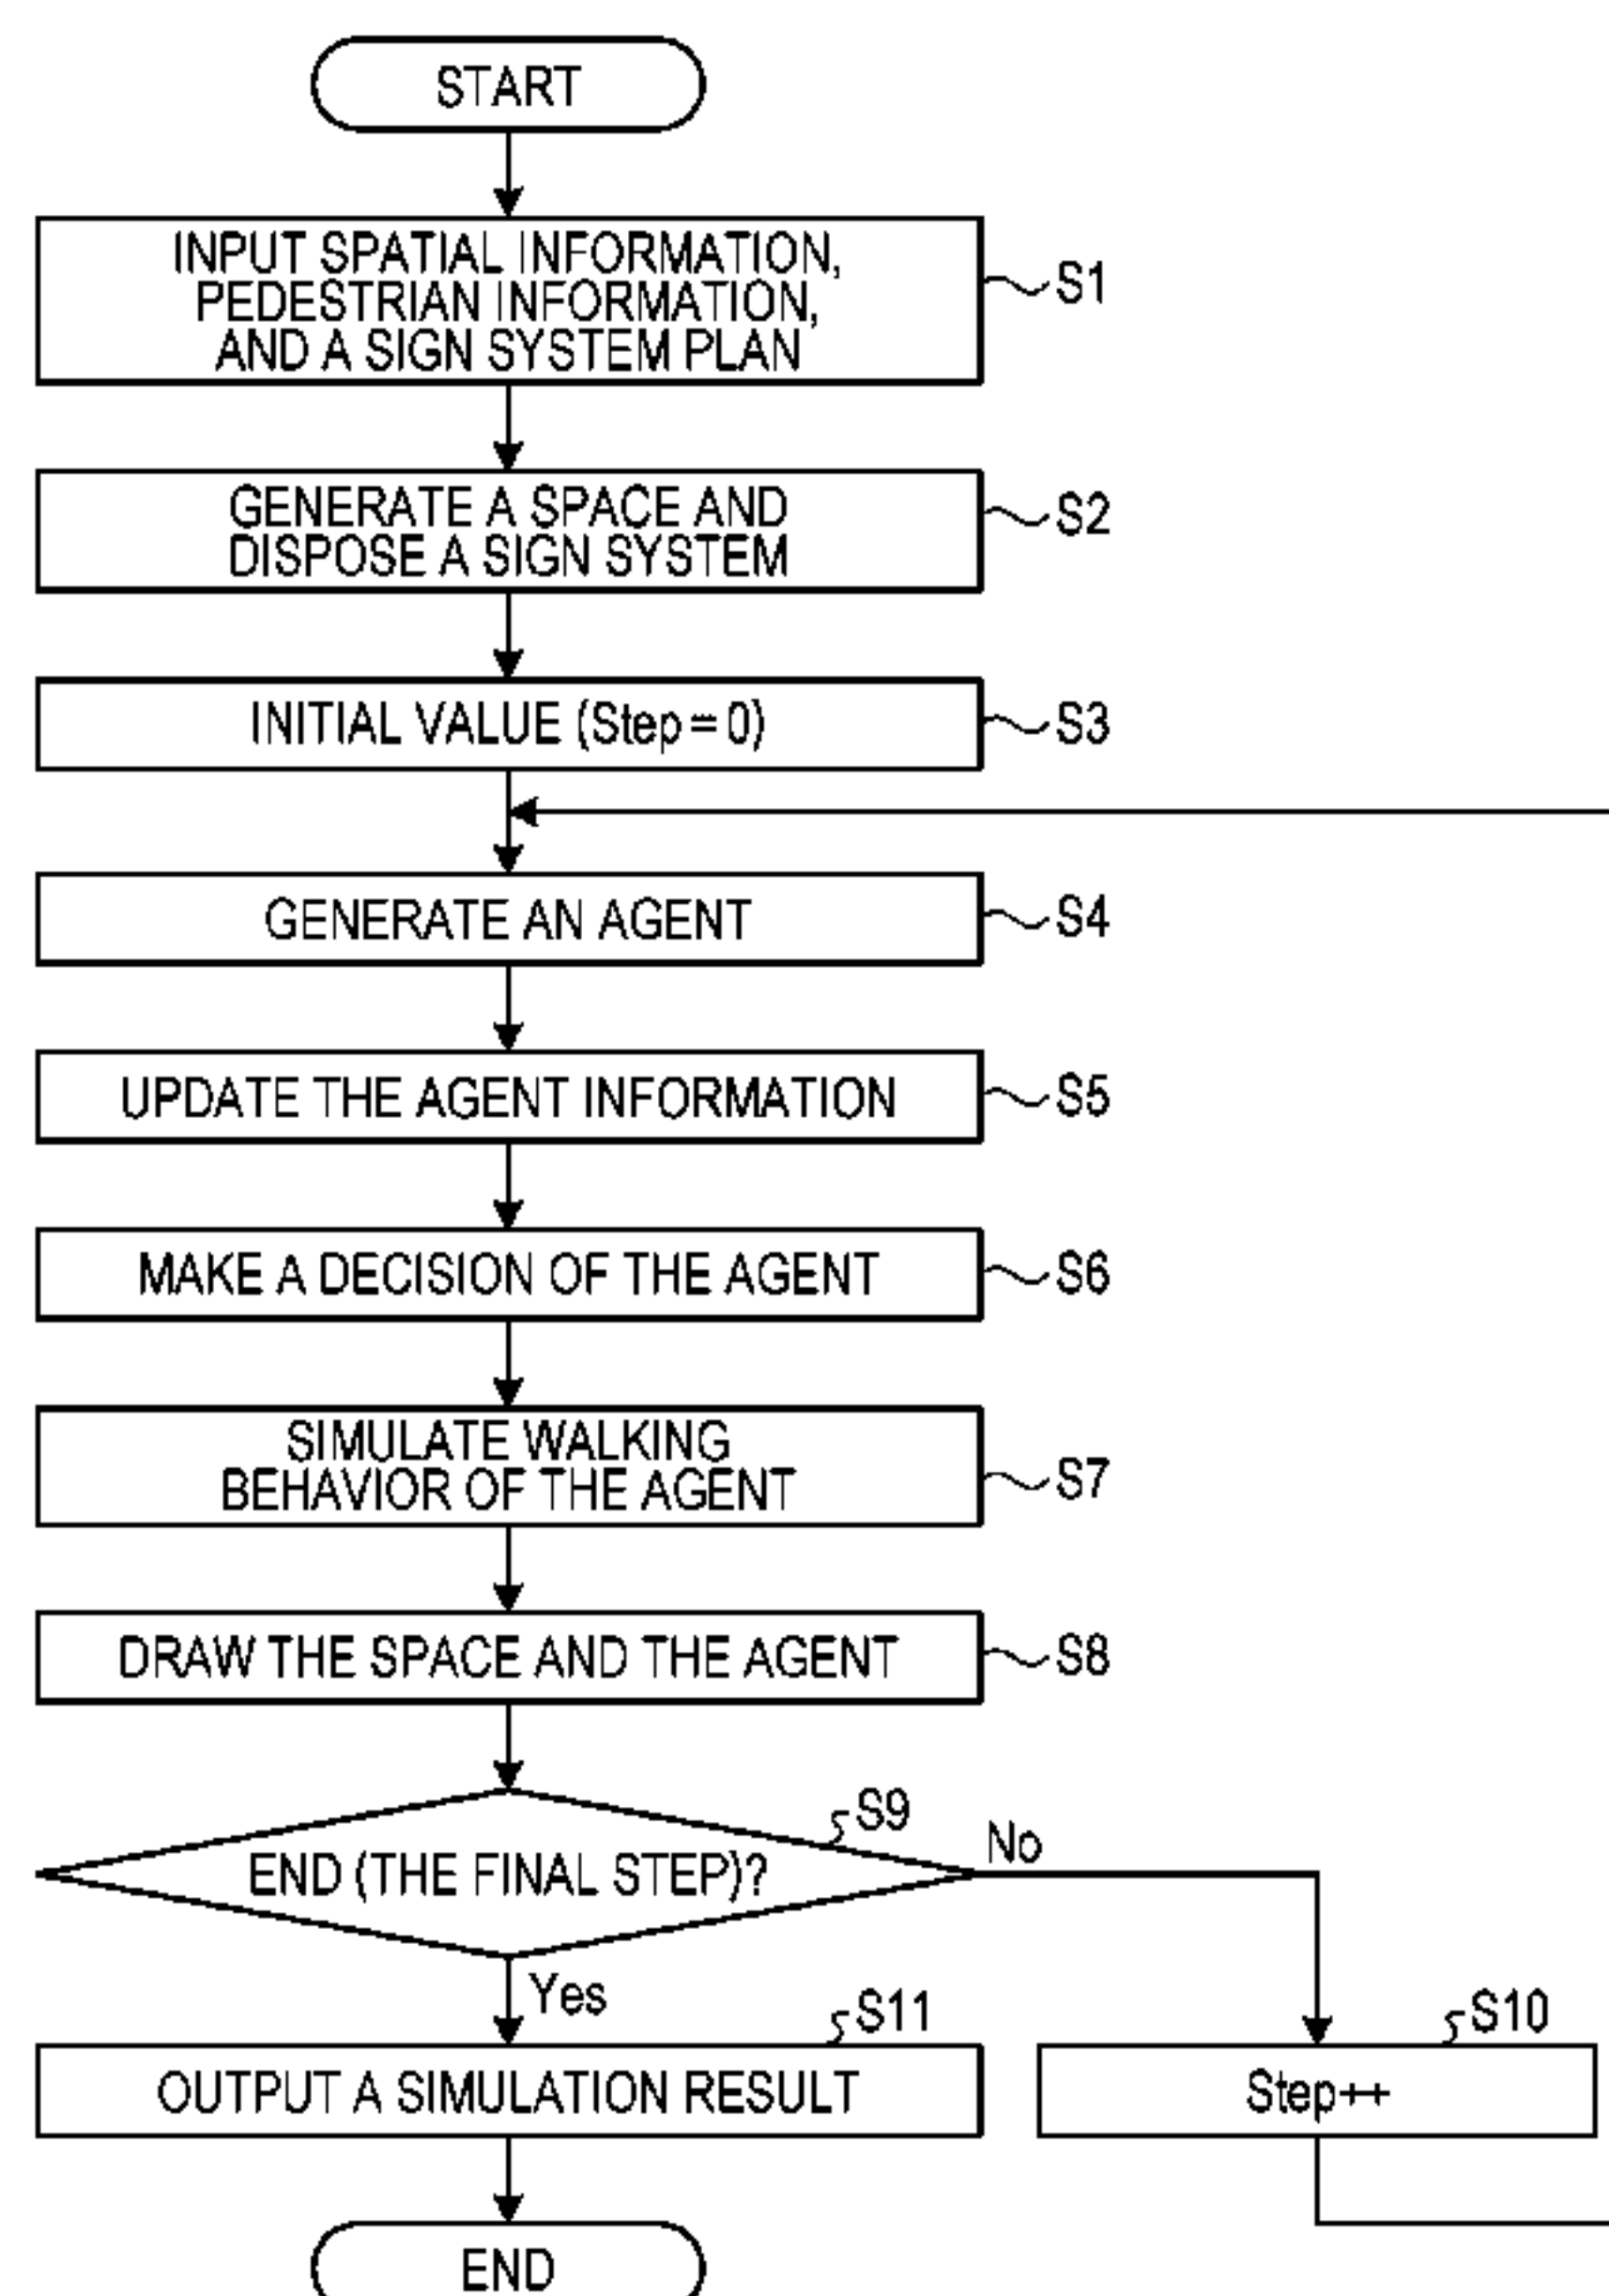 START
INPUT SPATIAL INFORMATION,
PEDESTRIAN INFORMATION,
AND A SIGN SYSTEM PLAN
S1
GENERATE A SPACE AND
DISPOSE A SIGN SYSTEM
S2
INITIAL VALUE (Step=0)
S3
GENERATE AN AGENT
S4
UPDATE THE AGENT INFORMATION
S5
MAKE A DECISION OF THE AGENT
S6
SIMULATE WALKING
BEHAVIOR OF THE AGENT
S7
DRAW THE SPACE AND THE AGENT
S8
S9
END (THE FINAL STEP)?
No
Yes
S11
OUTPUT A SIMULATION RESULT
S10
Step++
END